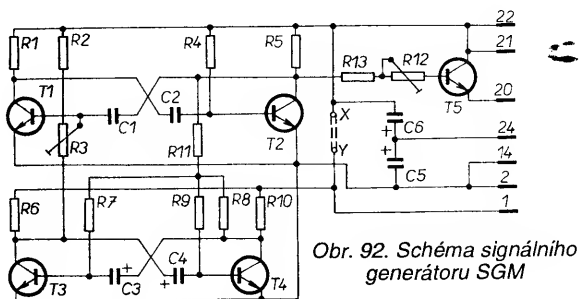 R1 R2 R4 R5 22
21
R13 R12
T1 T5 20
C1 C2 X C6 24
R3 T2
R11 Y C5 14
2
R6 R7 R9 R8 R10 1
T3 C3 C4 T4
+ + + +
Obr. 92. Schéma signálního
generátoru SGM